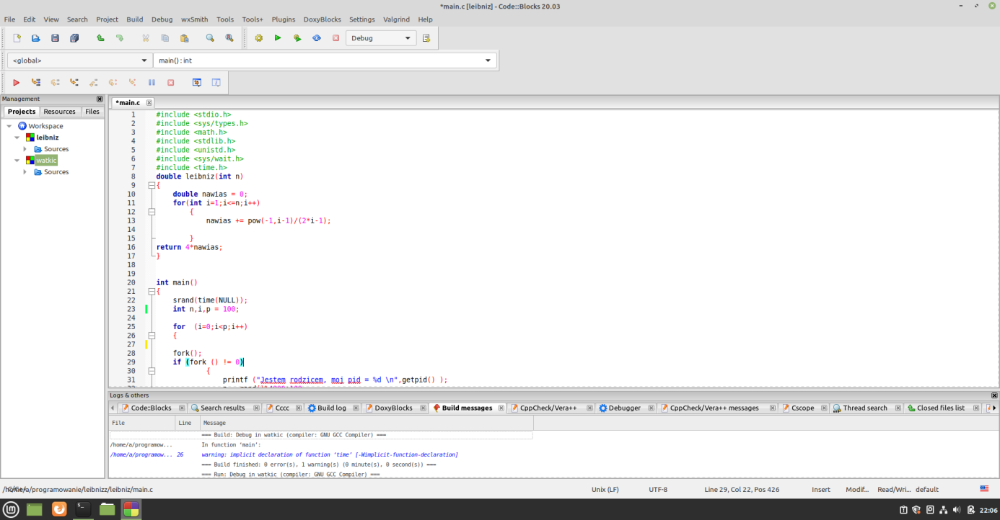 *main.c [leibniz] - Code::Blocks 20.03
File Edit View Search Project Build Debug wxSmith Tools Tools+ Plugins DoxyBlocks Settings Valgrind Help
Debug
<global> main() : int
Management
Projects Resources Files
Workspace
leibniz
Sources
watkic
Sources
*main.c
1 #include <stdio.h>
2 #include <sys/types.h>
3 #include <math.h>
4 #include <stdlib.h>
5 #include <unistd.h>
6 #include <sys/wait.h>
7 #include <time.h>
8 double leibniz(int n)
9 {
10 double nawias = 0;
11 for(int i=1;i<=n;i++)
12 {
13 nawias += pow(-1,i-1)/(2*i-1);
14
15 }
16 return 4*nawias;
17 }
18
19
20 int main()
21 {
22 srand(time(NULL));
23 int n,i,p = 100;
24
25 for  (i=0;i<p;i++)
26 {
27
28 fork();
29 if (fork () != 0)
30 {
31 printf ("Jestem rodzicem, moj pid = %d \n",getpid() );
Logs & others
Code::Blocks Search results Cccc Build log DoxyBlocks Build messages CppCheck/Vera++ Debugger CppCheck/Vera++ messages Cscope Thread search Closed files list
File Line Message
=== Build: Debug in watkic (compiler: GNU GCC Compiler) ===
/home/a/programow... In function ‘main’:
/home/a/programow... 26 warning: implicit declaration of function ‘time’ [-Wimplicit-function-declaration]
=== Build finished: 0 error(s), 1 warning(s) (0 minute(s), 0 second(s)) ===
=== Run: Debug in watkic (compiler: GNU GCC Compiler) ===
/home/a/programowanie/leibnizz/leibniz/main.c Unix (LF) UTF-8 Line 29, Col 22, Pos 426 Insert Modif... Read/Wri... default
22:06